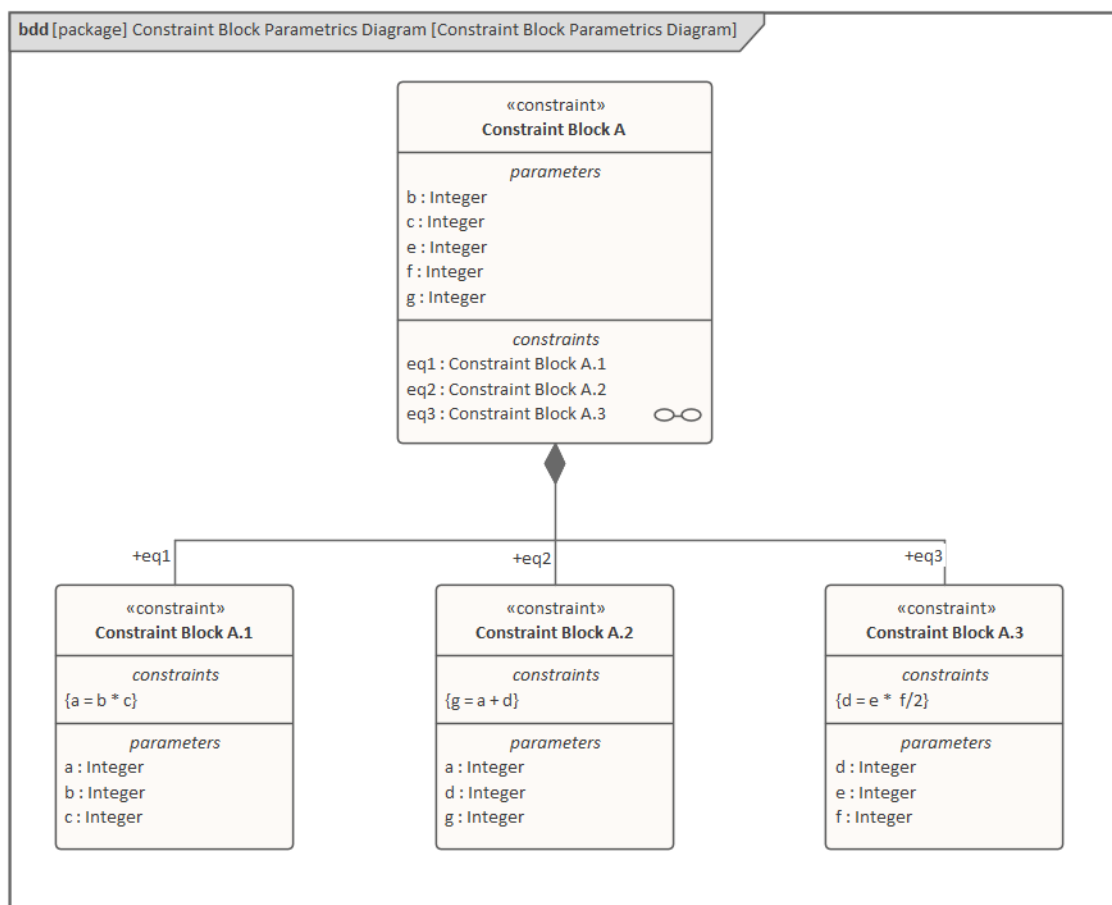 bdd [package] Constraint Block Parametrics Diagram [Constraint Block Parametrics Diagram]
«constraint»
Constraint Block A
parameters
b : Integer
c : Integer
e : Integer
f : Integer
g : Integer
constraints
eq1 : Constraint Block A.1
eq2 : Constraint Block A.2
eq3 : Constraint Block A.3
+eq1
+eq2
+eq3
«constraint»
Constraint Block A.1
constraints
{a = b * c}
parameters
a : Integer
b : Integer
c : Integer
«constraint»
Constraint Block A.2
constraints
{g = a + d}
parameters
a : Integer
d : Integer
g : Integer
«constraint»
Constraint Block A.3
constraints
{d = e *  f/2}
parameters
d : Integer
e : Integer
f : Integer